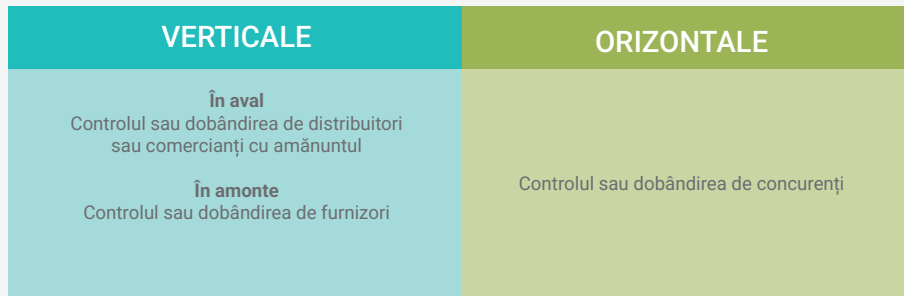 VERTICALE
ORIZONTALE
În aval
Controlul sau dobândirea de distribuitori
sau comercianți cu amănuntul
În amonte
Controlul sau dobândirea de furnizori
Controlul sau dobândirea de concurenți